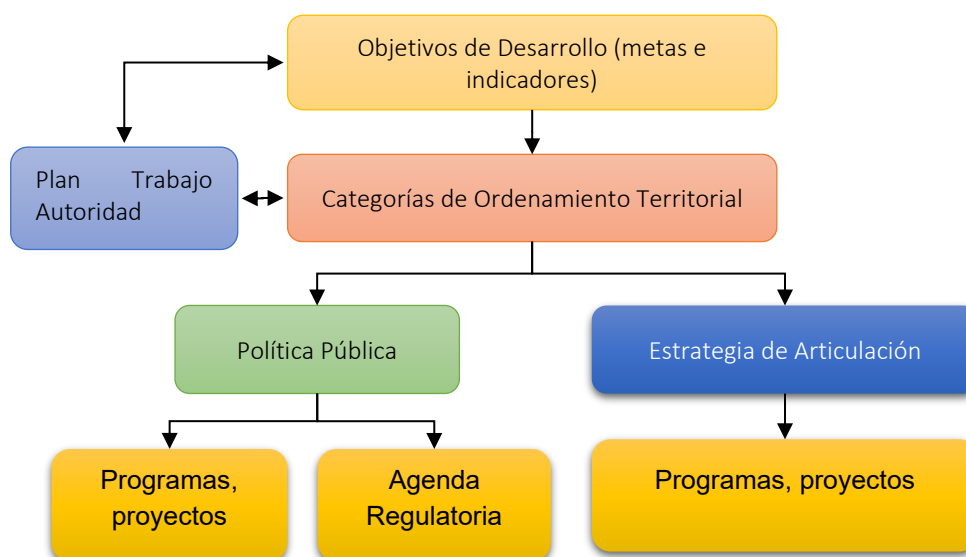 Objetivos de Desarrollo (metas e
indicadores)
Plan Trabajo
Autoridad
Categorías de Ordenamiento Territorial
Política Pública
Estrategia de Articulación
Programas,
proyectos
Agenda
Regulatoria
Programas, proyectos